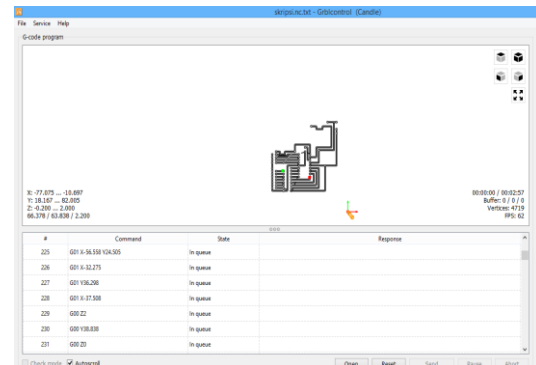 skripsi.nc.txt - Grblcontrol (Candle)
File Service Help
G-code program
X: -77.075 ... -10.697
Y: 18.167 ... 82.005
Z: -0.200 ... 2.000
66.378 / 63.838 / 2.200
00:00:00 / 00:02:57
Buffer: 0 / 0 / 0
Vertices: 4719
FPS: 62
# Command State Response
225 G01 X-56.558 Y24.505 In queue
226 G01 X-32.275 In queue
227 G01 Y36.298 In queue
228 G01 X-37.508 In queue
229 G00 Z2 In queue
230 G00 Y38.838 In queue
231 G00 Z0 In queue
Check mode Autoscroll Open Reset Send Pause Abort